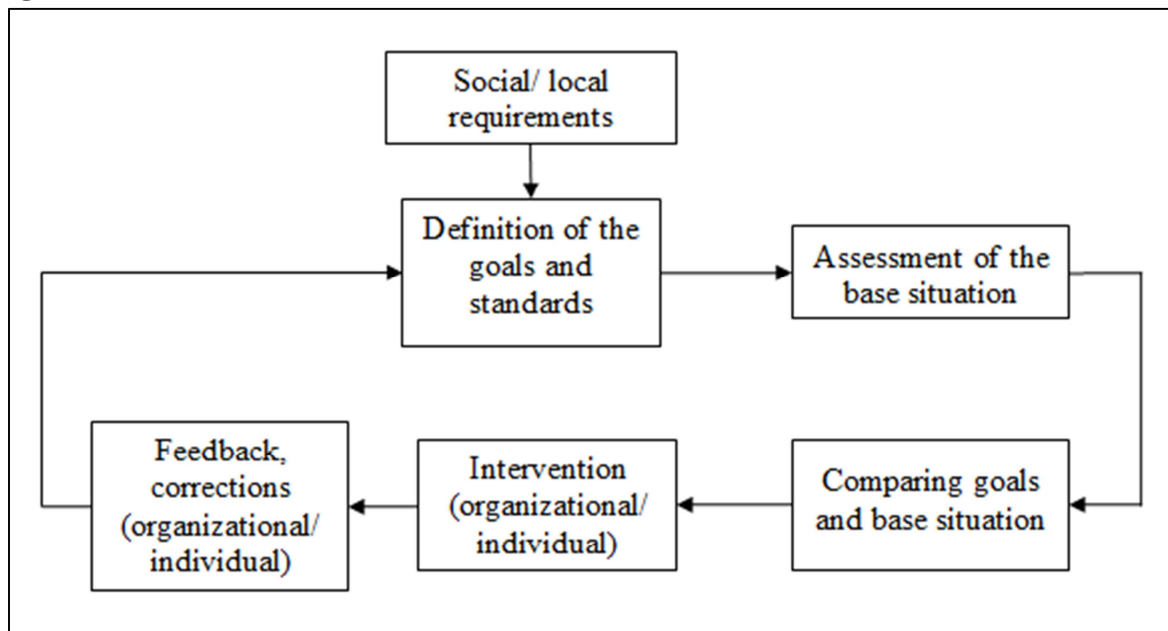 Social/ local
requirements
Definition of the
goals and
standards
Assessment of the
base situation
Feedback,
corrections
(organizational/
individual)
Intervention
(organizational/
individual)
Comparing goals
and base situation